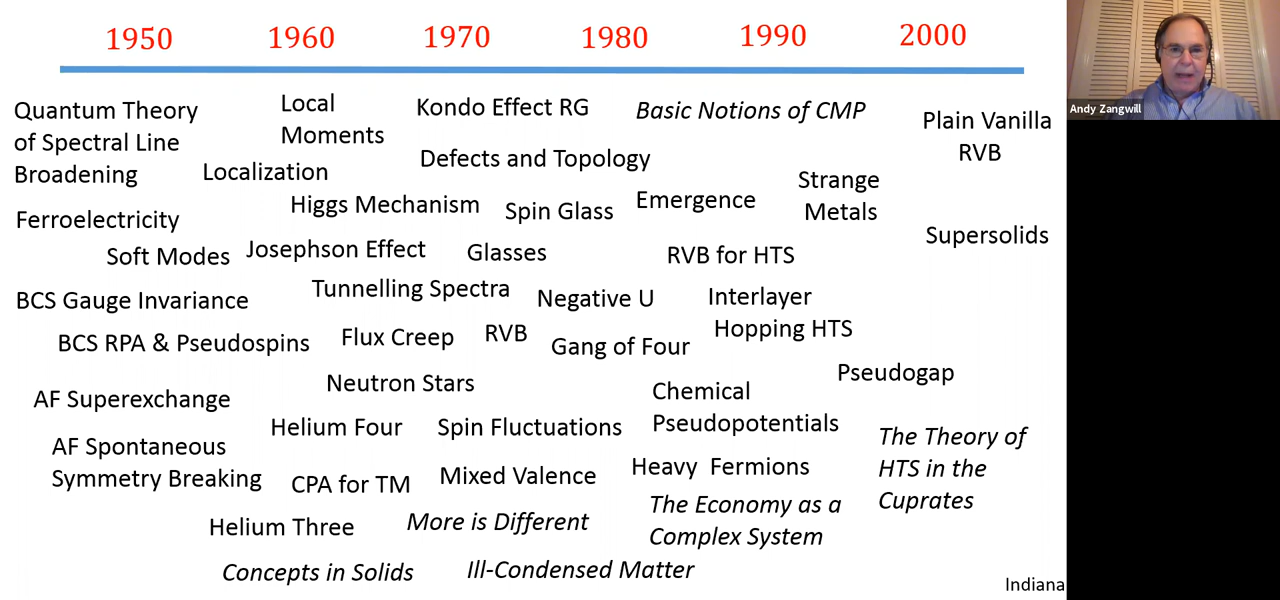 1950 1960 1970 1980 1990 2000
Andy Zangwill
Quantum Theory
of Spectral Line
Broadening
Local
Moments
Kondo Effect RG
Basic Notions of CMP
Plain Vanilla
RVB
Localization
Defects and Topology
Strange
Metals
Ferroelectricity
Higgs Mechanism
Spin Glass
Emergence
Supersolids
Soft Modes
Josephson Effect
Glasses
RVB for HTS
BCS Gauge Invariance
Tunnelling Spectra
Negative U
Interlayer
Hopping HTS
BCS RPA & Pseudospins
Flux Creep
RVB
Gang of Four
Pseudogap
AF Superexchange
Neutron Stars
Chemical
Pseudopotentials
Helium Four
Spin Fluctuations
The Theory of
HTS in the
Cuprates
AF Spontaneous
Symmetry Breaking
CPA for TM
Mixed Valence
Heavy Fermions
The Economy as a
Complex System
Helium Three
More is Different
Concepts in Solids
Ill-Condensed Matter
Indiana